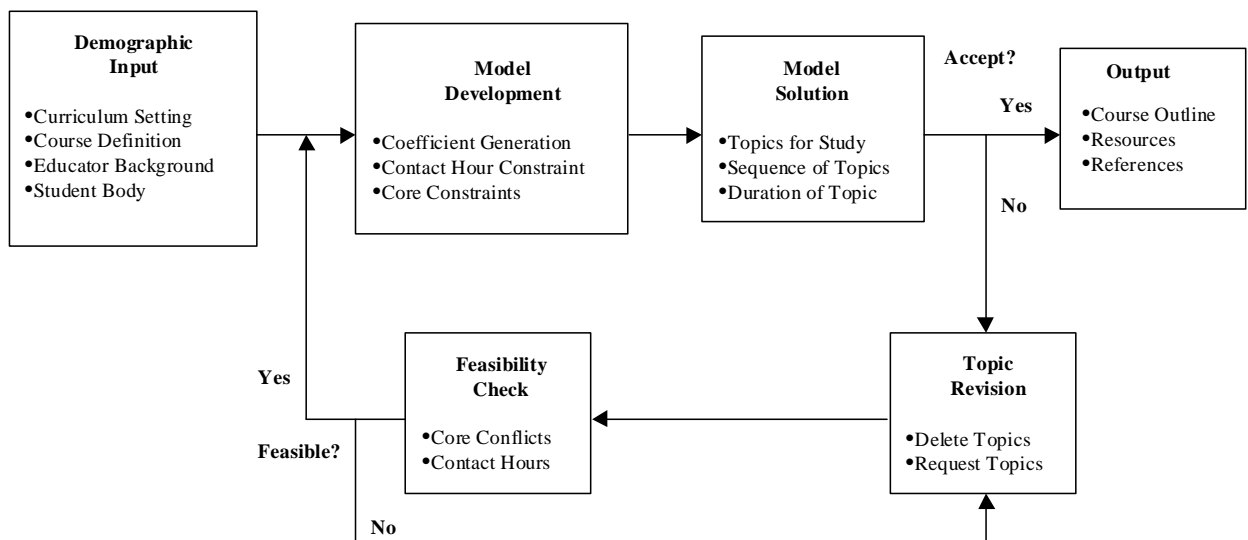 Demographic
Input
•Curriculum Setting
•Course Definition
•Educator Background
•Student Body
Model
Development
•Coefficient Generation
•Contact Hour Constraint
•Core Constraints
Model
Solution
•Topics for Study
•Sequence of Topics
•Duration of Topic
Accept?
Yes
No
Output
•Course Outline
•Resources
•References
Topic
Revision
•Delete Topics
•Request Topics
Feasibility
Check
•Core Conflicts
•Contact Hours
Yes
Feasible?
No